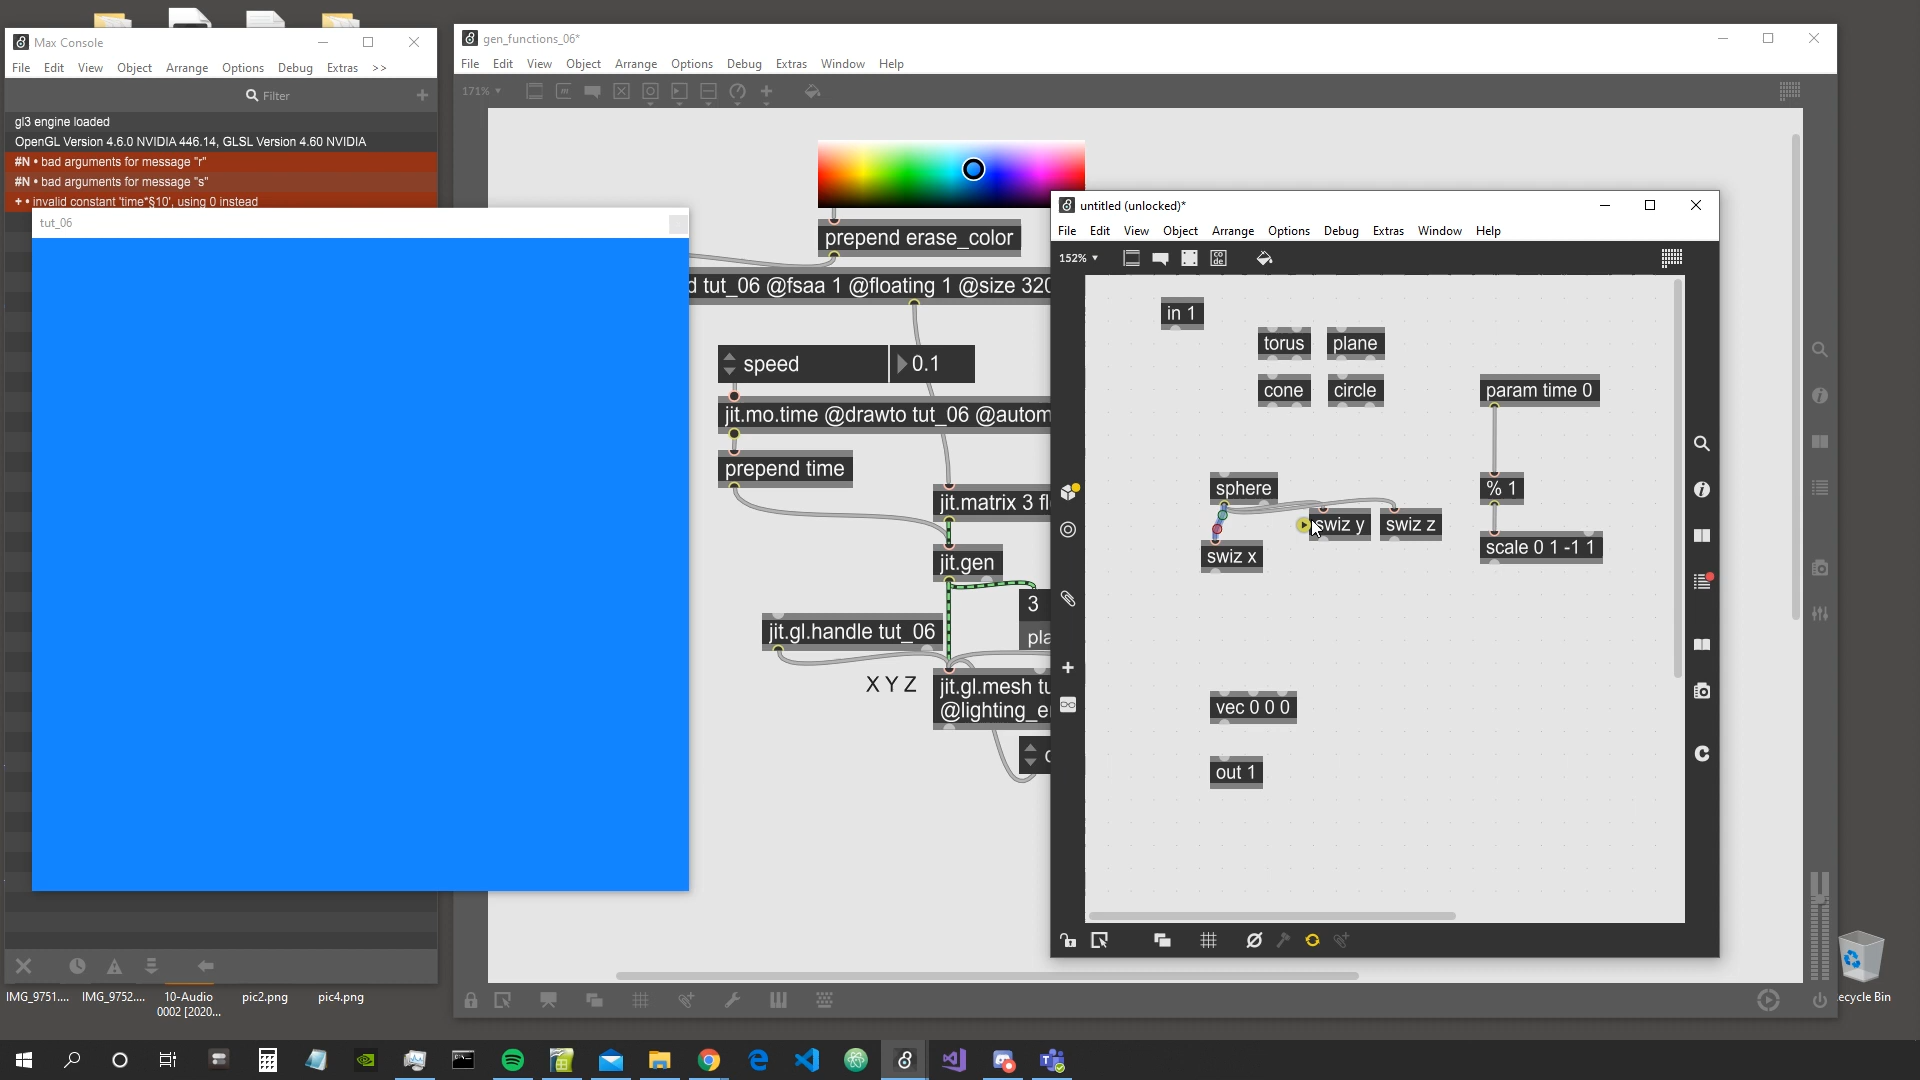 Max Console
File Edit View Object Arrange Options Debug Extras >>
Filter
gl3 engine loaded
OpenGL Version 4.6.0 NVIDIA 446.14, GLSL Version 4.60 NVIDIA
#N • bad arguments for message "r"
#N • bad arguments for message "s"
+ • invalid constant 'time*§10', using 0 instead
tut_06
gen_functions_06*
File Edit View Object Arrange Options Debug Extras Window Help
171%
prepend erase_color
d tut_06 @fsaa 1 @floating 1 @size 320
speed 0.1
jit.mo.time @drawto tut_06 @autom
prepend time
jit.matrix 3 fl
jit.gen
3
jit.gl.handle tut_06
pla
X Y Z
jit.gl.mesh tu
@lighting_e
untitled (unlocked)*
File Edit View Object Arrange Options Debug Extras Window Help
152%
in 1
torus plane
cone circle
param time 0
sphere
% 1
swiz y swiz z
swiz x
scale 0 1 -1 1
vec 0 0 0
out 1
IMG_9751.... IMG_9752.... 10-Audio 0002 [2020... pic2.png pic4.png
ecycle Bin